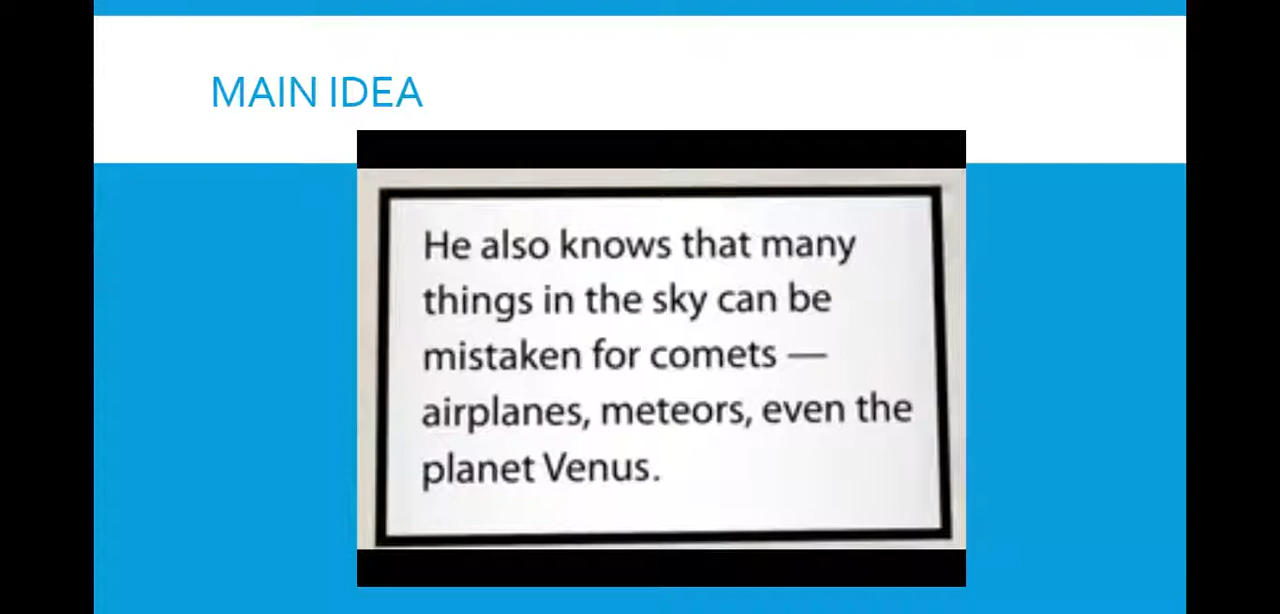 MAIN IDEA
He also knows that many
things in the sky can be
mistaken for comets —
airplanes, meteors, even the
planet Venus.